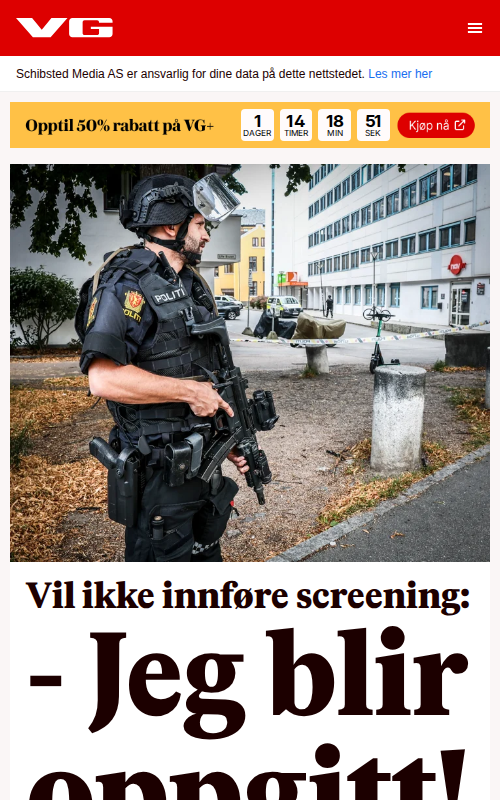 VG
Schibsted Media AS er ansvarlig for dine data på dette nettstedet. Les mer her
Opptil 50% rabatt på VG+
1 DAGER 14 TIMER 18 MIN 51 SEK
Kjøp nå
POLITI
POLITI
nav
Vil ikke innføre screening:
- Jeg blir
oppgitt!